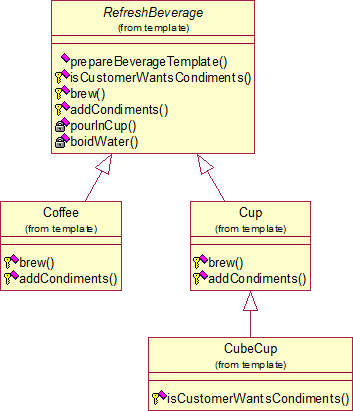 RefreshBeverage
(from template)
prepareBeverageTemplate()
isCustomerWantsCondiments()
brew()
addCondiments()
pourInCup()
boidWater()
Coffee
(from template)
brew()
addCondiments()
Cup
(from template)
brew()
addCondiments()
CubeCup
(from template)
isCustomerWantsCondiments()